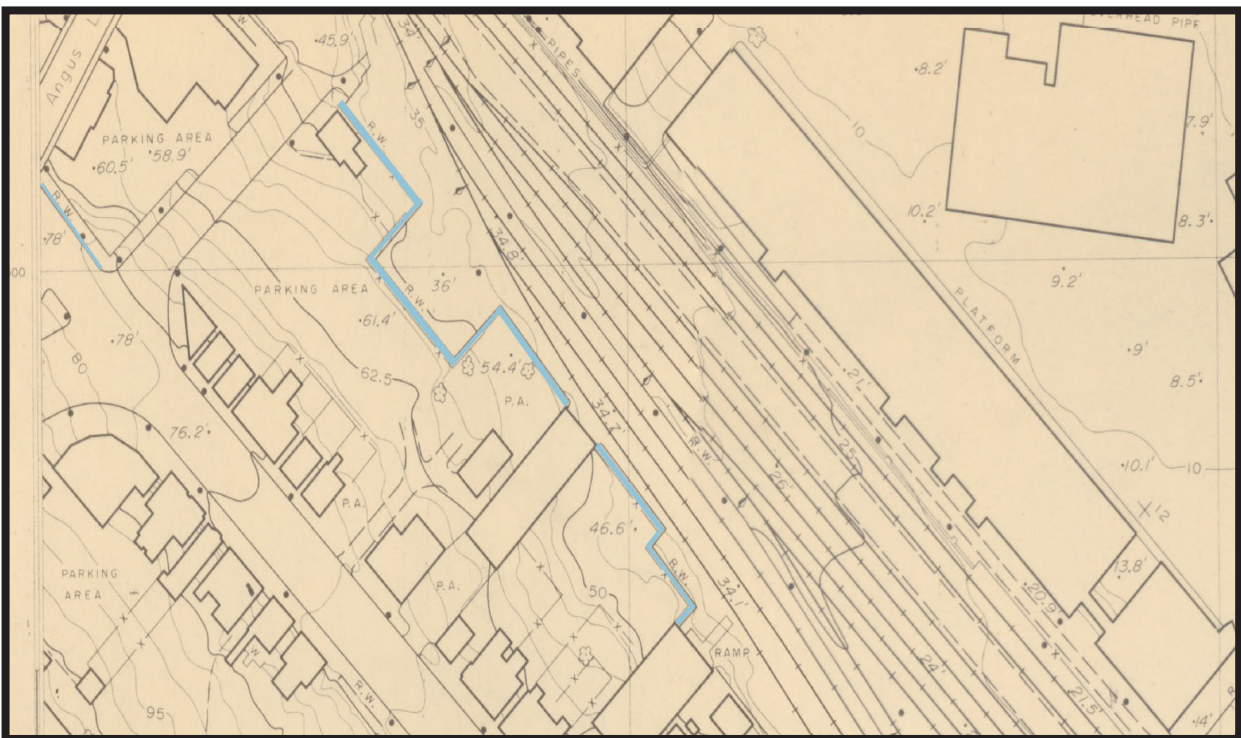 W
OVERHEAD PIPE
34'
45.9
PIPES
Angus
8.2'
35
R.W.
10
7.9'
PARKING AREA
58.9'
60.5'
R.W.
10.2'
8.3'
78'
34.8'
00
36'
9.2'
PARKING AREA
R.W.
PLATFORM
61.4'
78'
9'
80
54.4'
21'
62.5
8.5'
P.A.
34.7'
76.2'
R.W.
25
10.1'
10
26'
P.A.
X12
46.6'
R.W.
13.8'
PARKING
AREA
P.A.
50
34.1'
20.9'
W
RAMP
24'
R.W.
21.5'
95
14'